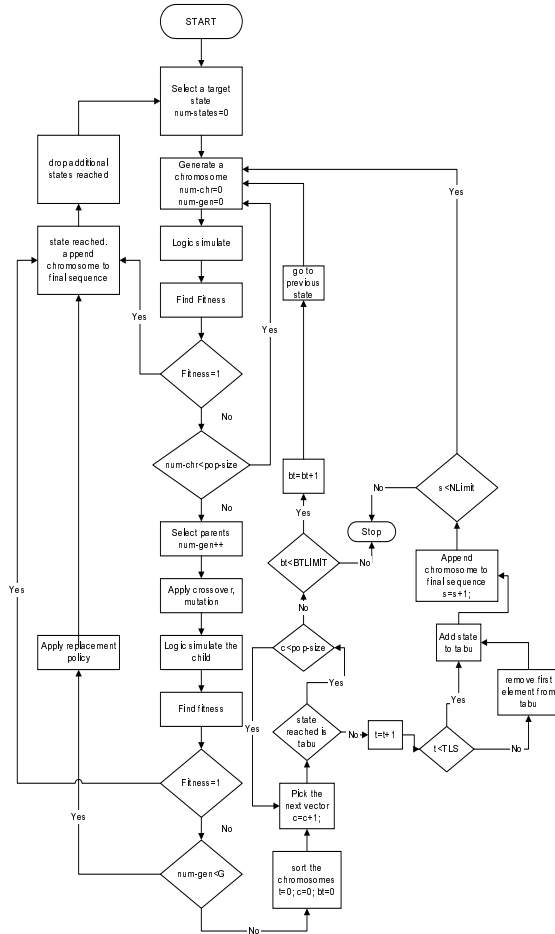 START
Select a target
state
num-states=0
drop additional
states reached
Generate a
chromosome
num-chr=0
num-gen=0
Yes
state reached.
append
chromosome to
final sequence
Logic simulate
go to
previous
state
Find Fitness
Yes
Yes
Fitness=1
No
num-chr<pop-size
bt=bt+1
No
s <NLimit
No
Yes
Select parents
num-gen++
Stop
bt<BTLIMIT
No
Append
chromosome to
final sequence
s=s+1;
Yes
Apply crossover,
mutation
No
Apply replacement
policy
Logic simulate the
child
c<pop-size
Add state
to tabu
Yes
remove first
element from
tabu
Find fitness
Yes
state
reached is
tabu
No
t=t+1
Yes
t<TLS
No
Fitness=1
Pick the
next vector
c=c+1;
Yes
No
num-gen<G
sort the
chromosomes
t=0; c=0; bt=0
No